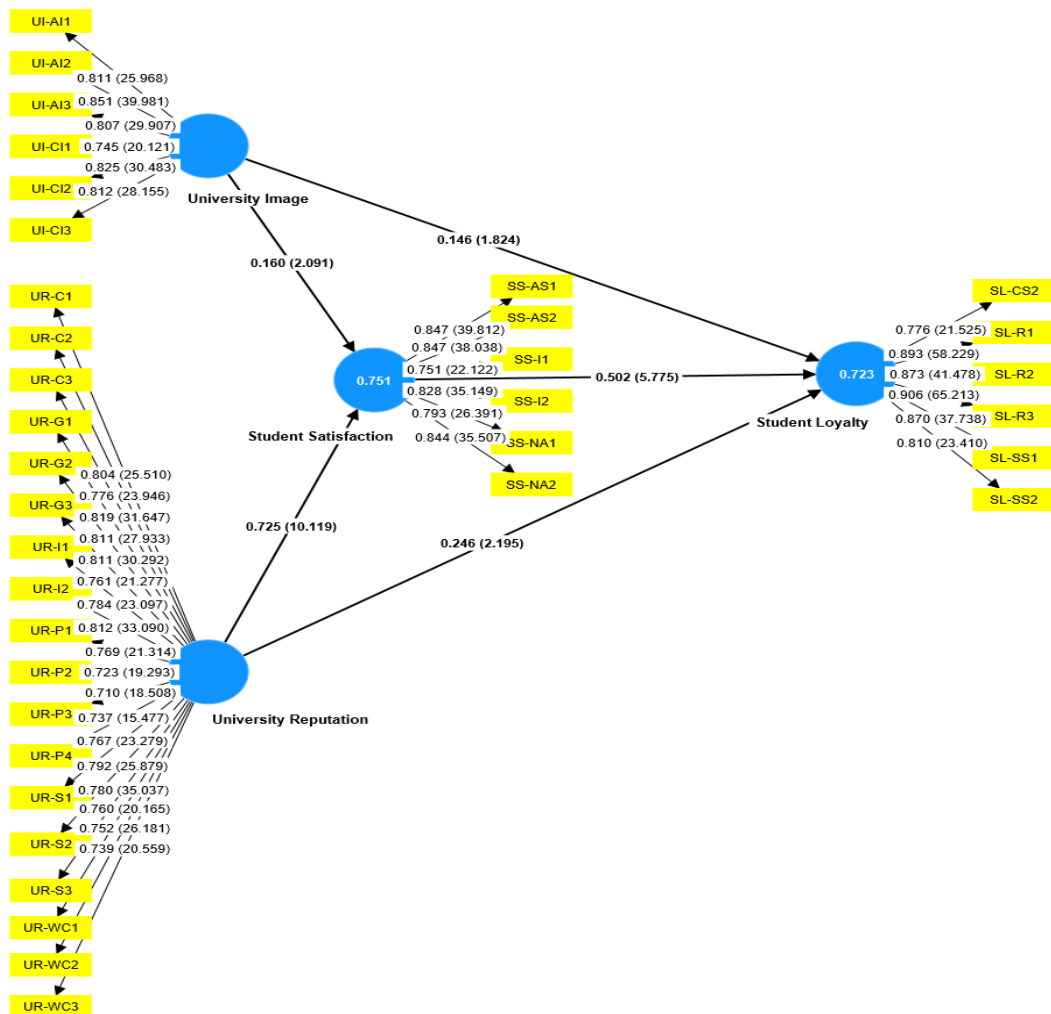 UI-AI1
UI-AI2
UI-AI3
UI-CI1
UI-CI2
UI-CI3
0.811 (25.968)
0.851 (39.981)
0.807 (29.907)
0.745 (20.121)
0.825 (30.483)
0.812 (28.155)
University Image
0.146 (1.824)
0.160 (2.091)
UR-C1
UR-C2
UR-C3
UR-G1
UR-G2
UR-G3
UR-I1
UR-I2
UR-P1
UR-P2
UR-P3
UR-P4
UR-S1
UR-S2
UR-S3
UR-WC1
UR-WC2
UR-WC3
0.804 (25.510)
0.776 (23.946)
0.819 (31.647)
0.811 (27.933)
0.811 (30.292)
0.761 (21.277)
0.784 (23.097)
0.812 (33.090)
0.769 (21.314)
0.723 (19.293)
0.710 (18.508)
0.737 (15.477)
0.767 (23.279)
0.792 (25.879)
0.780 (35.037)
0.760 (20.165)
0.752 (26.181)
0.739 (20.559)
University Reputation
0.725 (10.119)
0.246 (2.195)
0.751
Student Satisfaction
0.847 (39.812)
0.847 (38.038)
0.751 (22.122)
0.828 (35.149)
0.793 (26.391)
0.844 (35.507)
SS-AS1
SS-AS2
SS-I1
SS-I2
SS-NA1
SS-NA2
0.502 (5.775)
0.723
Student Loyalty
0.776 (21.525)
0.893 (58.229)
0.873 (41.478)
0.906 (65.213)
0.870 (37.738)
0.810 (23.410)
SL-CS2
SL-R1
SL-R2
SL-R3
SL-SS1
SL-SS2